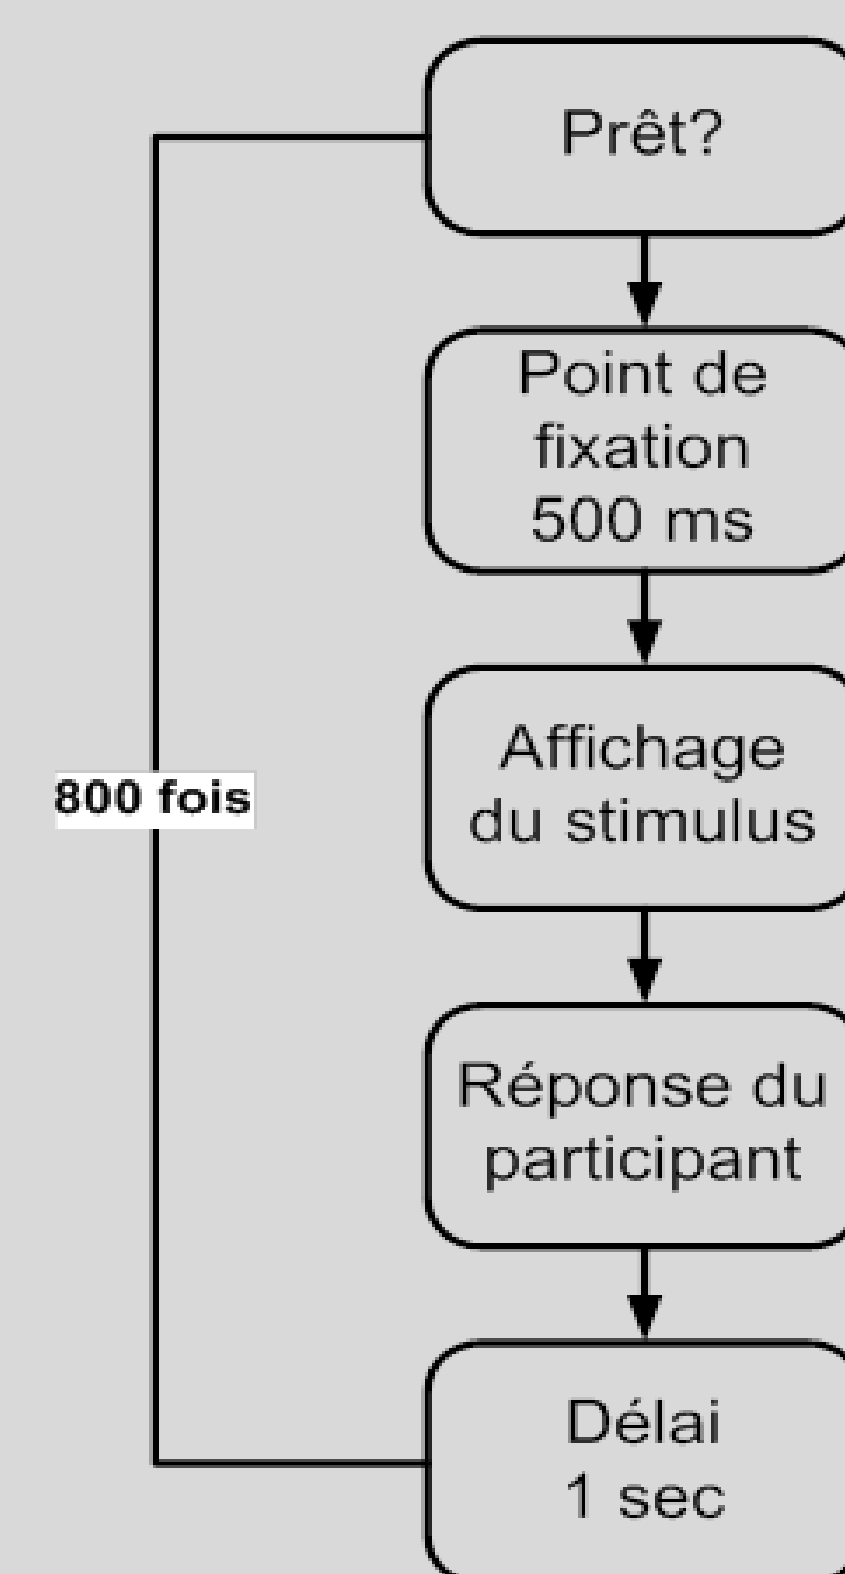 Prêt?
Point de
fixation
500 ms
Affichage
du stimulus
800 fois
Réponse du
participant
Délai
1 sec